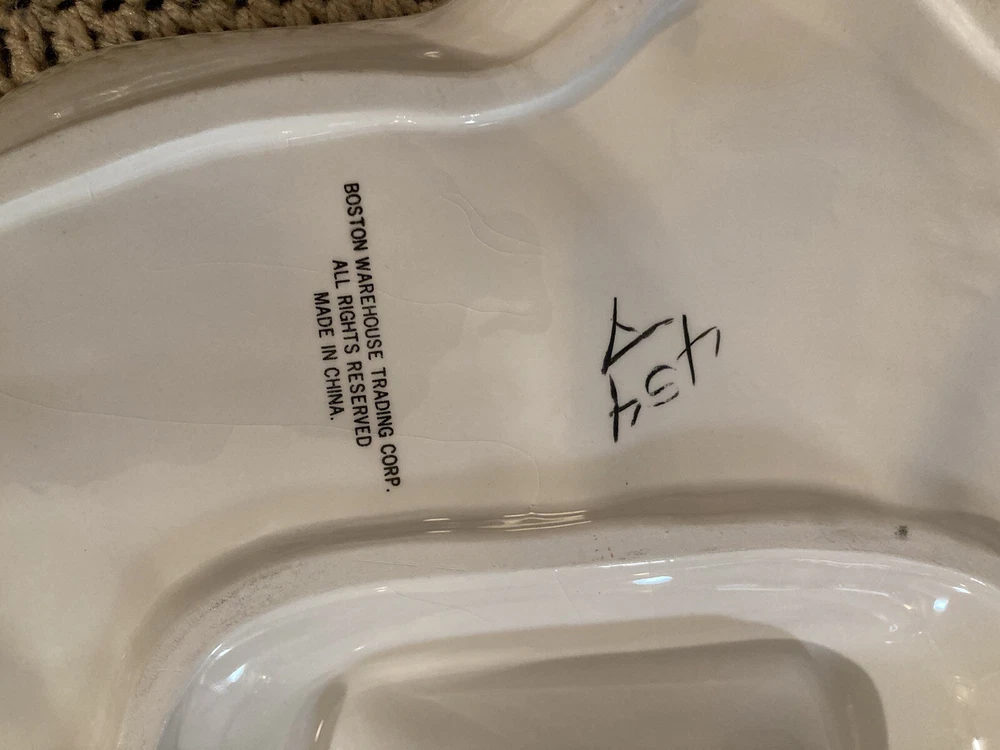 BOSTON WAREHOUSE TRADING CORP.
ALL RIGHTS RESERVED
MADE IN CHINA.